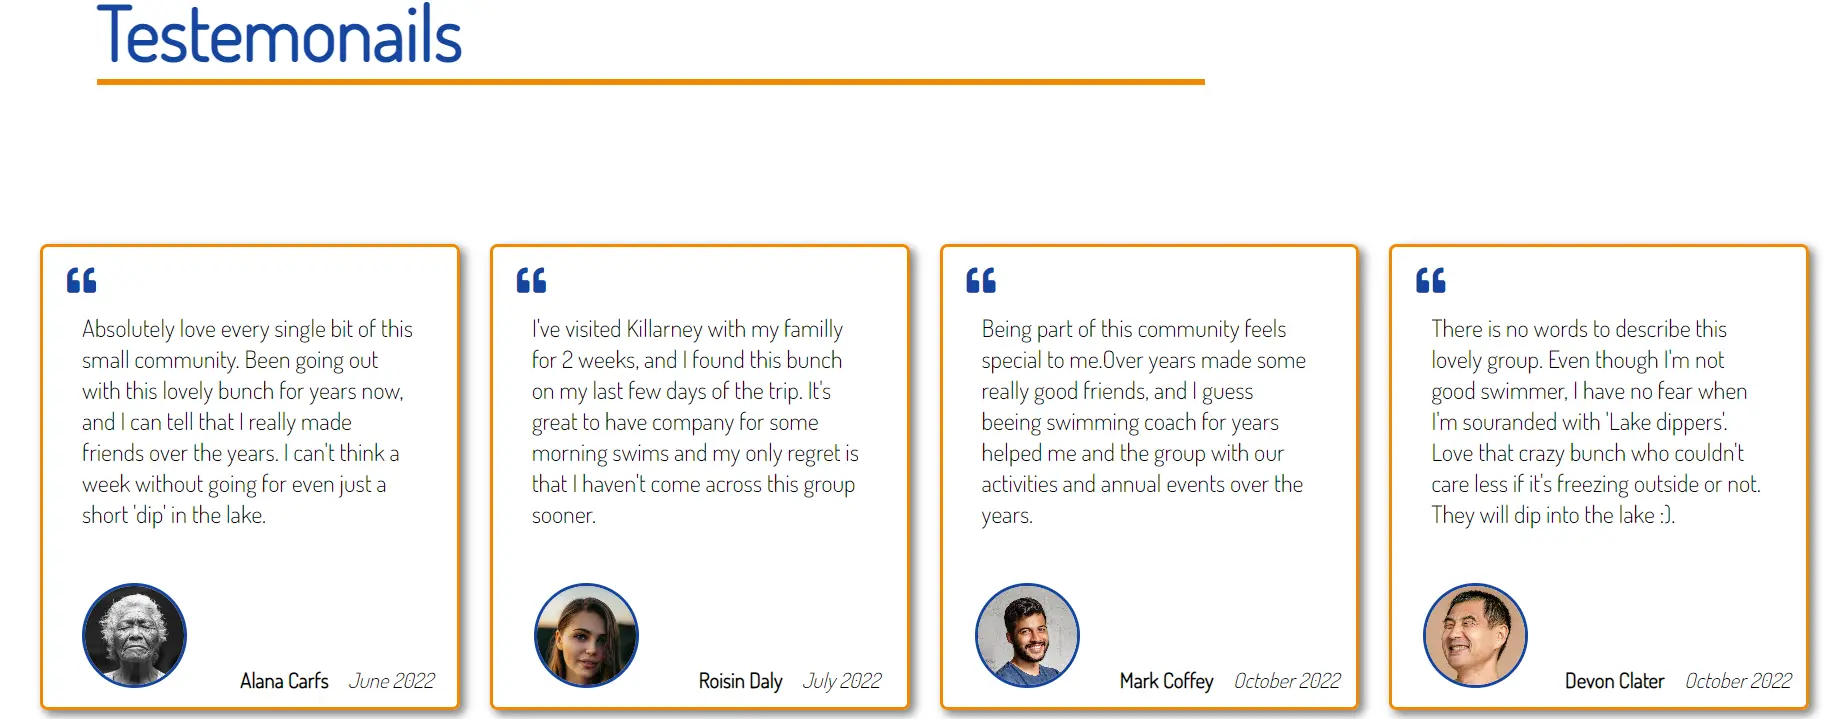 Testemonails
Absolutely love every single bit of this
small community. Been going out
with this lovely bunch for years now,
and I can tell that I really made
friends over the years. I can't think a
week without going for even just a
short 'dip' in the lake.
Alana Carfs June 2022
I've visited Killarney with my familly
for 2 weeks, and I found this bunch
on my last few days of the trip. It's
great to have company for some
morning swims and my only regret is
that I haven't come across this group
sooner.
Roisin Daly July 2022
Being part of this community feels
special to me.Over years made some
really good friends, and I guess
beeing swimming coach for years
helped me and the group with our
activities and annual events over the
years.
Mark Coffey October 2022
There is no words to describe this
lovely group. Even though I'm not
good swimmer, I have no fear when
I'm souranded with 'Lake dippers'.
Love that crazy bunch who couldn't
care less if it's freezing outside or not.
They will dip into the lake :).
Devon Clater October 2022